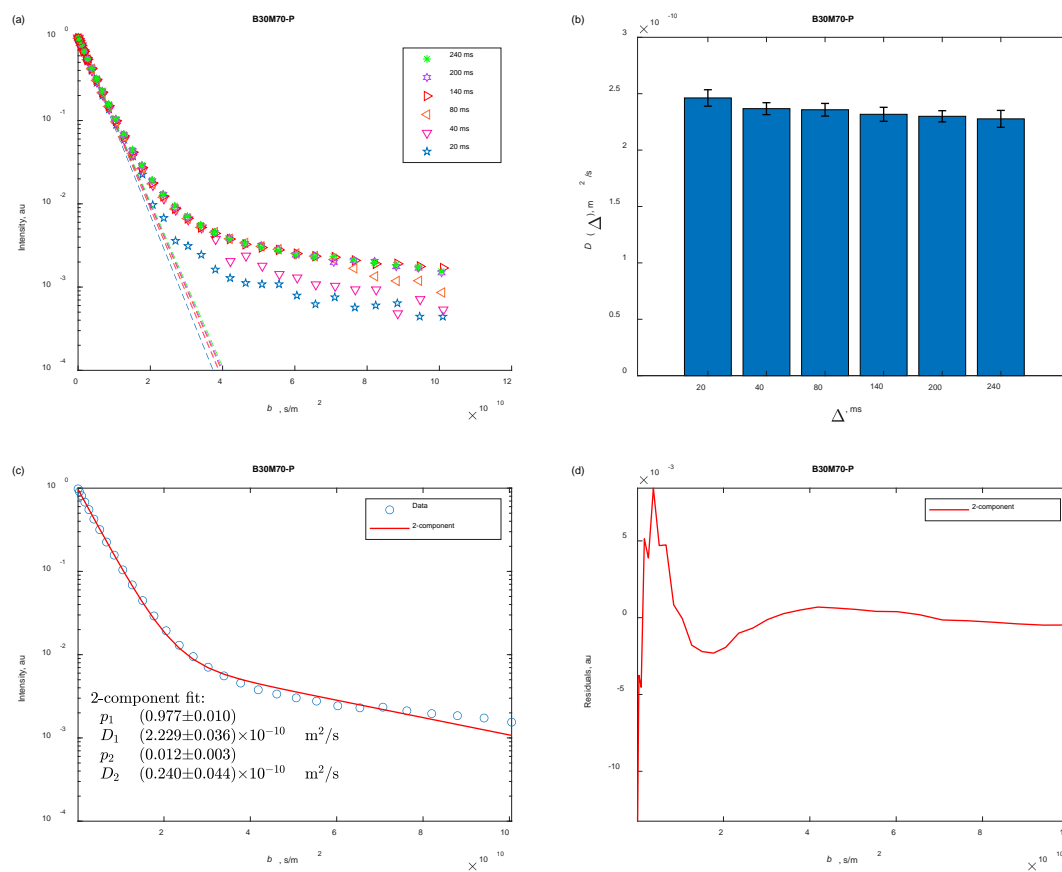 (a)
B30M70-P
10 0
10 -1
10 -2
10 -3
10 -4
Intensity, au
240 ms
200 ms
140 ms
80 ms
40 ms
20 ms
0 2 4 6 8 10 12
b , s/m 2
× 10 10
(b)
B30M70-P
× 10 -10
3
2.5
2
1.5
1
0.5
0
D (Δ), m 2 /s
20 40 80 140 200 240
Δ, ms
(c)
B30M70-P
10 0
10 -1
10 -2
10 -3
10 -4
Intensity, au
Data
2-component
2-component fit:
p₁ (0.977±0.010)
D₁ (2.229±0.036)×10⁻¹⁰ m²/s
p₂ (0.012±0.003)
D₂ (0.240±0.044)×10⁻¹⁰ m²/s
0 2 4 6 8 10
b , s/m 2
× 10 10
(d)
B30M70-P
× 10 -3
5
0
-5
-10
Residuals, au
2-component
2 4 6 8 10
b , s/m 2
× 10 10